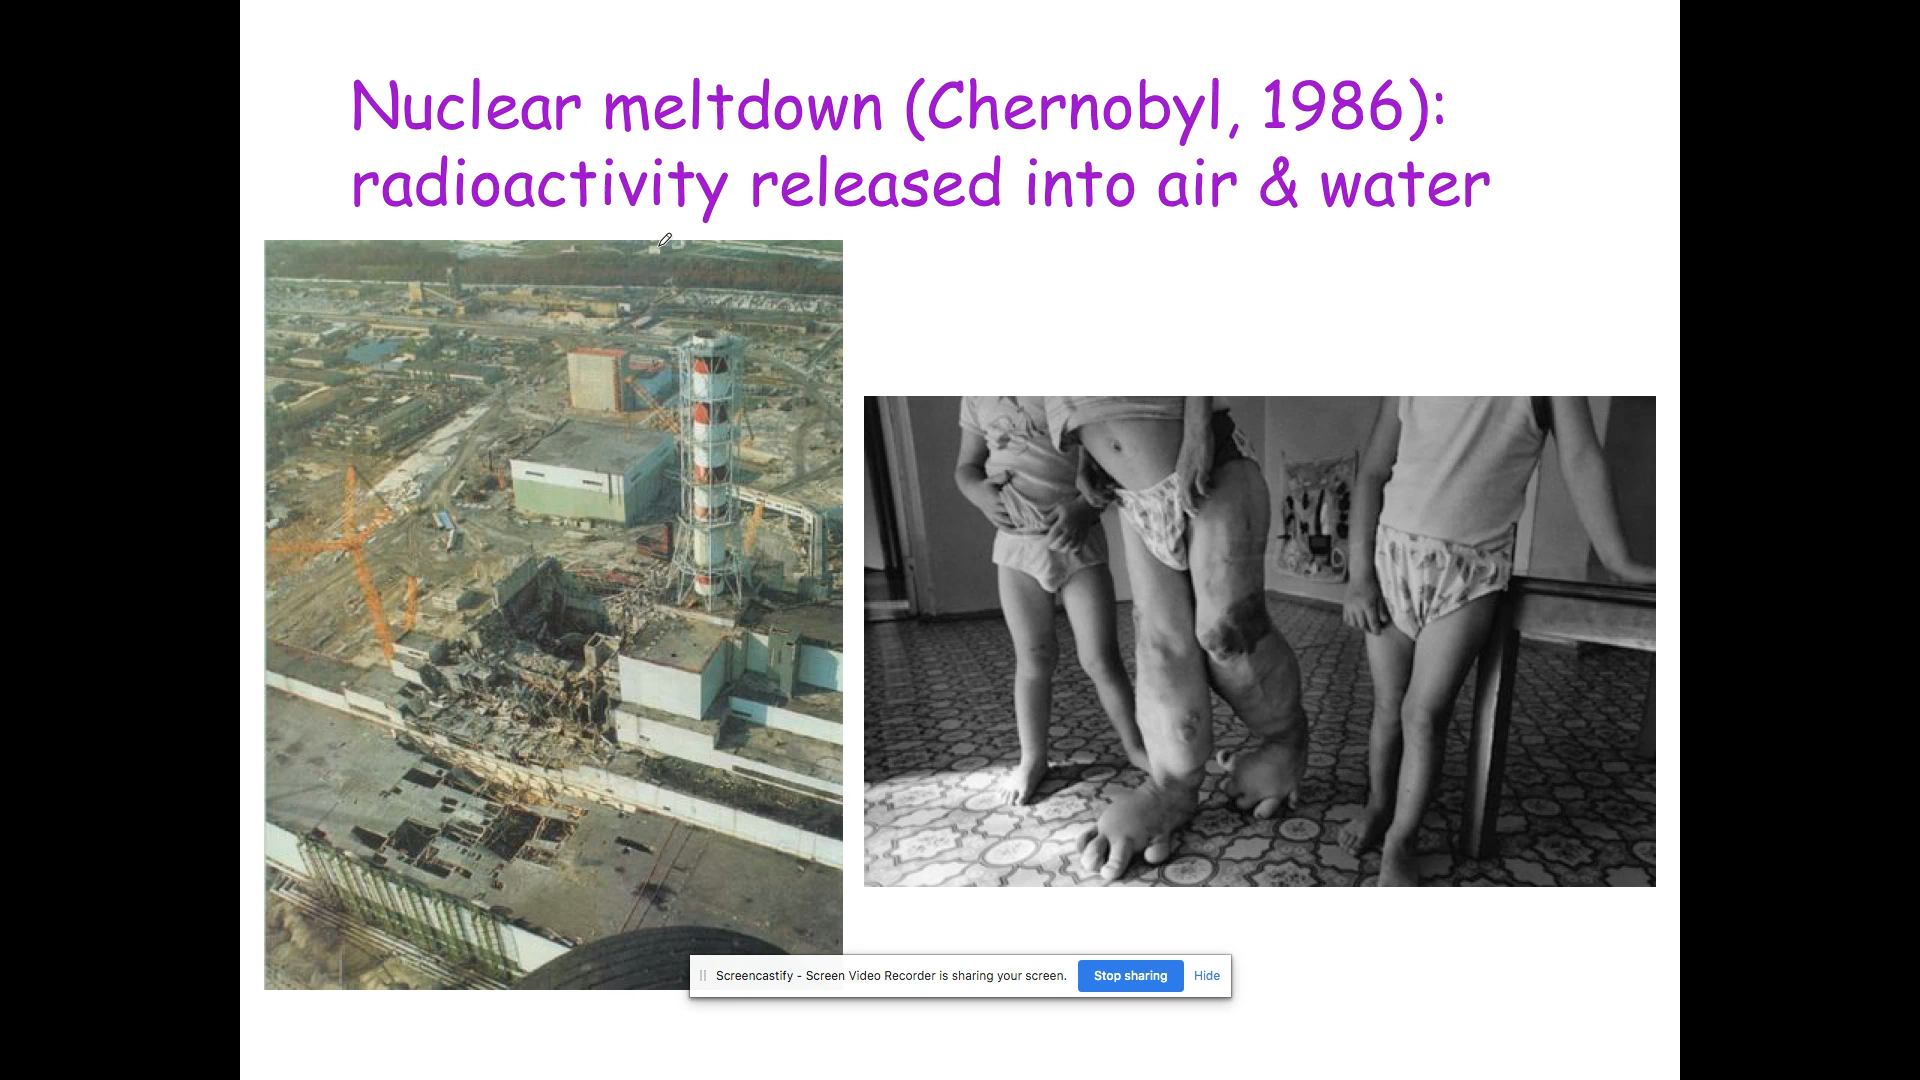 Nuclear meltdown (Chernobyl, 1986):
radioactivity released into air & water
Screencastify - Screen Video Recorder is sharing your screen. Stop sharing Hide